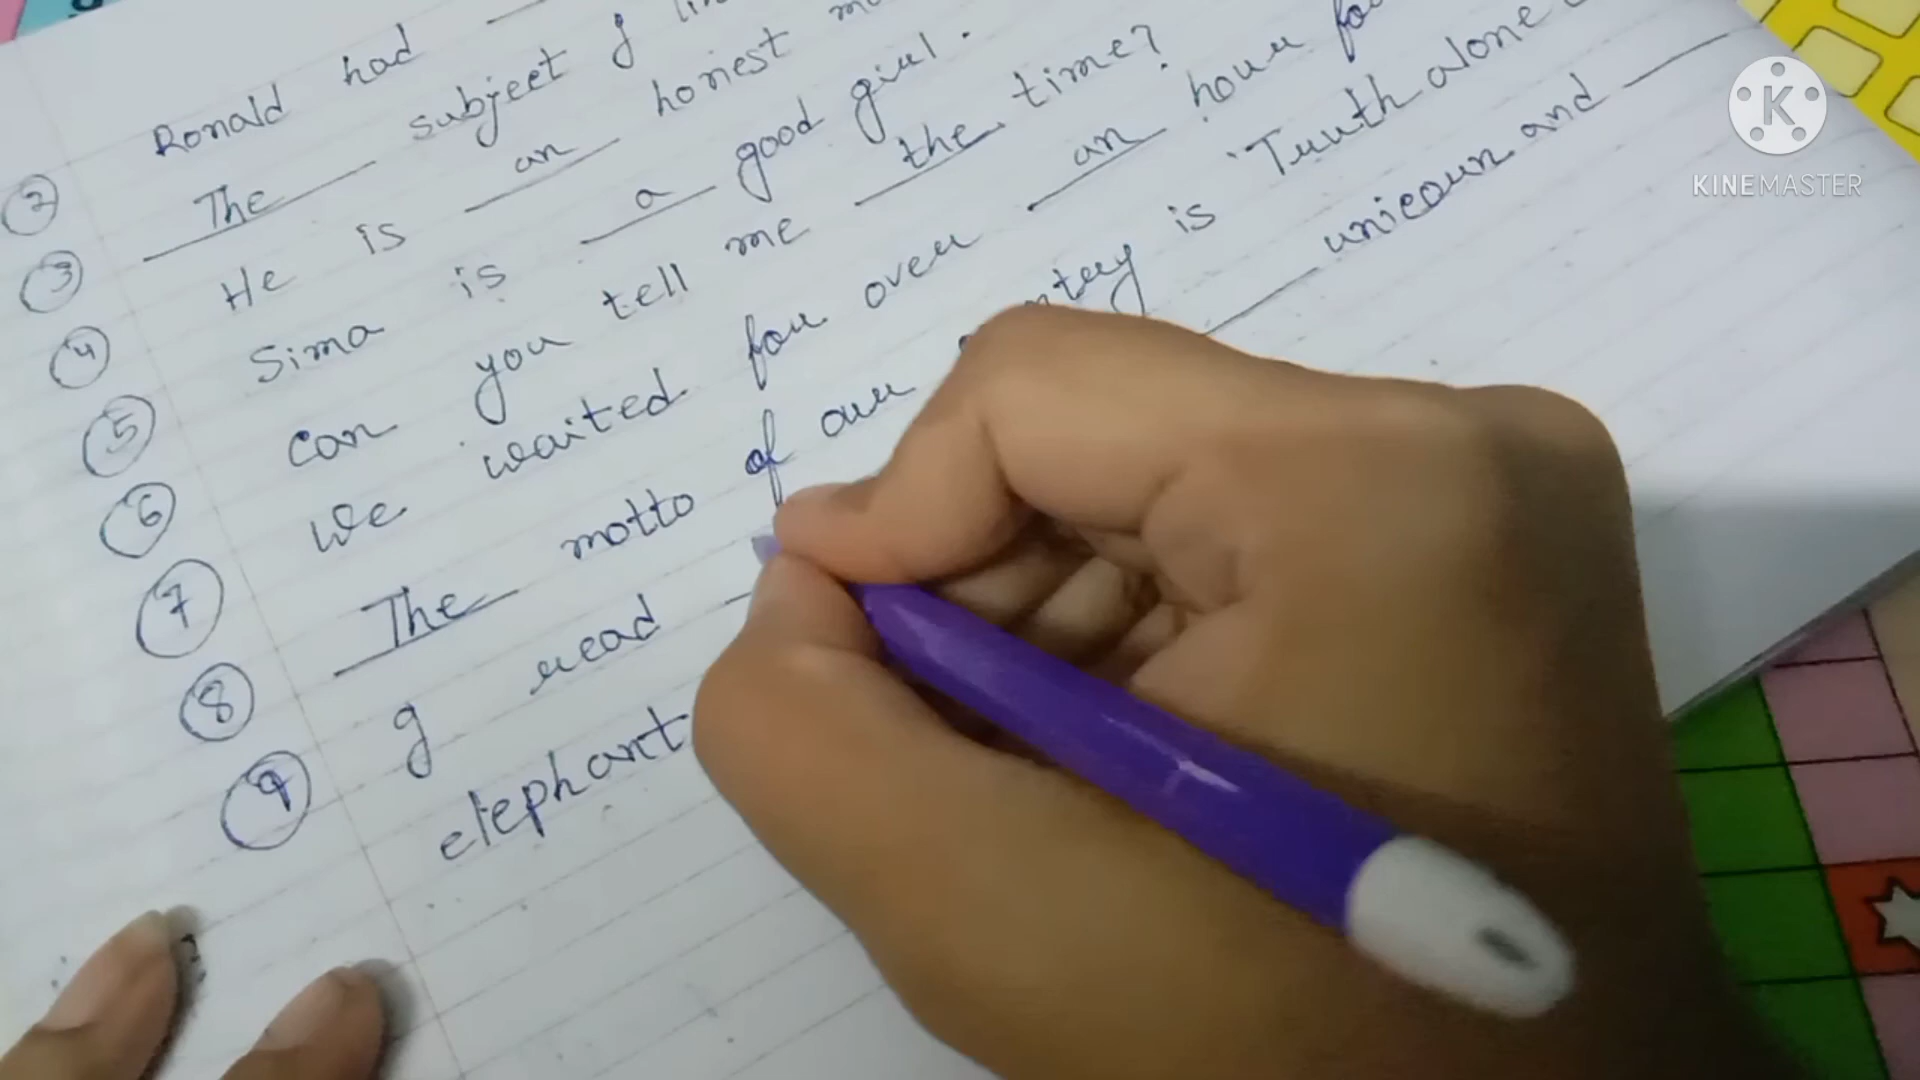 Ronald had
2 The subject I
3 He is an honest
4 Sima is a good girl.
5 Can you tell me the time?
6 We waited for over an hour
7 The motto of our is 'Truth alone
8 I read unicorn and
elephant
9
K
KINEMASTER